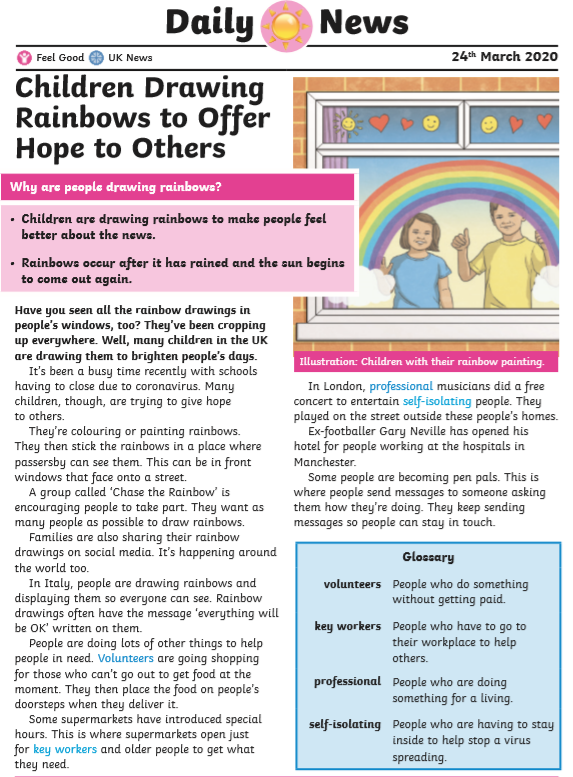 Daily News
Feel Good UK News
24th March 2020
Children Drawing
Rainbows to Offer
Hope to Others
Why are people drawing rainbows?
• Children are drawing rainbows to make people feel
better about the news.
• Rainbows occur after it has rained and the sun begins
to come out again.
Illustration: Children with their rainbow painting.
Have you seen all the rainbow drawings in
people's windows, too? They've been cropping
up everywhere. Well, many children in the UK
are drawing them to brighten people's days.
It's been a busy time recently with schools
having to close due to coronavirus. Many
children, though, are trying to give hope
to others.
They're colouring or painting rainbows.
They then stick the rainbows in a place where
passersby can see them. This can be in front
windows that face onto a street.
A group called 'Chase the Rainbow' is
encouraging people to take part. They want as
many people as possible to draw rainbows.
Families are also sharing their rainbow
drawings on social media. It's happening around
the world too.
In Italy, people are drawing rainbows and
displaying them so everyone can see. Rainbow
drawings often have the message 'everything will
be OK' written on them.
People are doing lots of other things to help
people in need. Volunteers are going shopping
for those who can't go out to get food at the
moment. They then place the food on people's
doorsteps when they deliver it.
Some supermarkets have introduced special
hours. This is where supermarkets open just
for key workers and older people to get what
they need.
In London, professional musicians did a free
concert to entertain self-isolating people. They
played on the street outside these people's homes.
Ex-footballer Gary Neville has opened his
hotel for people working at the hospitals in
Manchester.
Some people are becoming pen pals. This is
where people send messages to someone asking
them how they're doing. They keep sending
messages so people can stay in touch.
Glossary
volunteers People who do something
without getting paid.
key workers People who have to go to
their workplace to help
others.
professional People who are doing
something for a living.
self-isolating People who are having to stay
inside to help stop a virus
spreading.